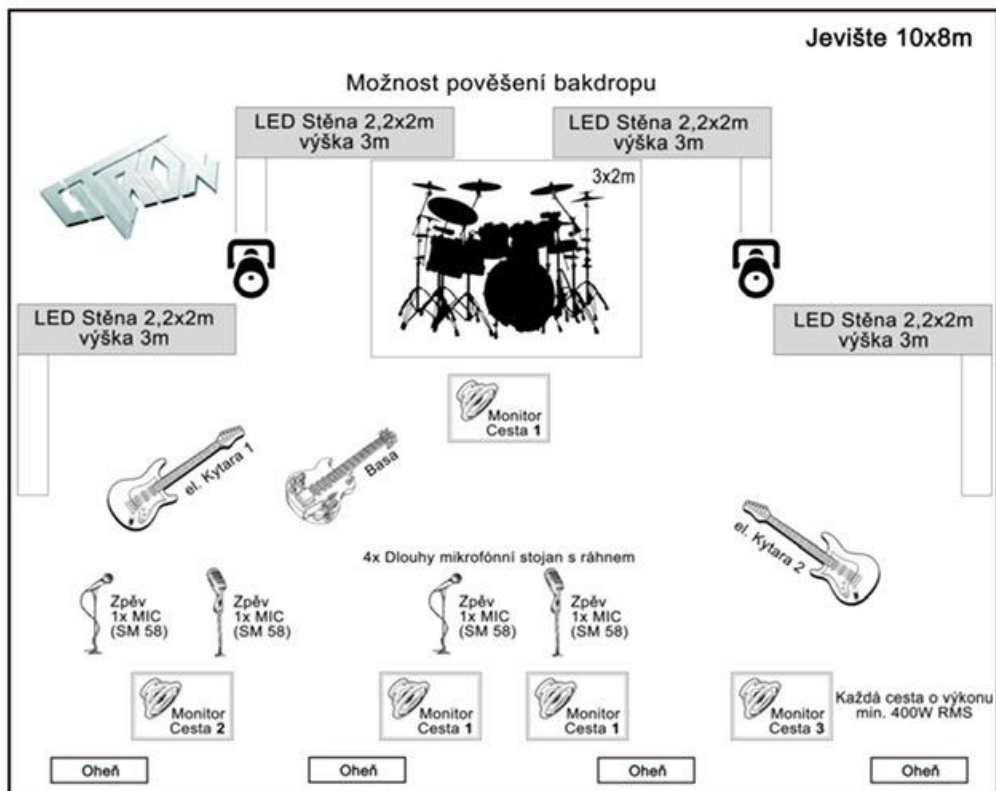 Jevište 10x8m
Možnost pověšení bakdropu
LED Stěna 2,2x2m
výška 3m
LED Stěna 2,2x2m
výška 3m
CITRON
3x2m
LED Stěna 2,2x2m
výška 3m
LED Stěna 2,2x2m
výška 3m
Monitor
Cesta 1
el. Kytara 1
Basa
el. Kytara 2
4x Dlouhy mikrofónní stojan s ráhnem
Zpěv
1x MIC
(SM 58)
Zpěv
1x MIC
(SM 58)
Zpěv
1x MIC
(SM 58)
Zpěv
1x MIC
(SM 58)
Monitor
Cesta 2
Monitor
Cesta 1
Monitor
Cesta 1
Monitor
Cesta 3
Každá cesta o výkonu
min. 400W RMS
Oheň
Oheň
Oheň
Oheň